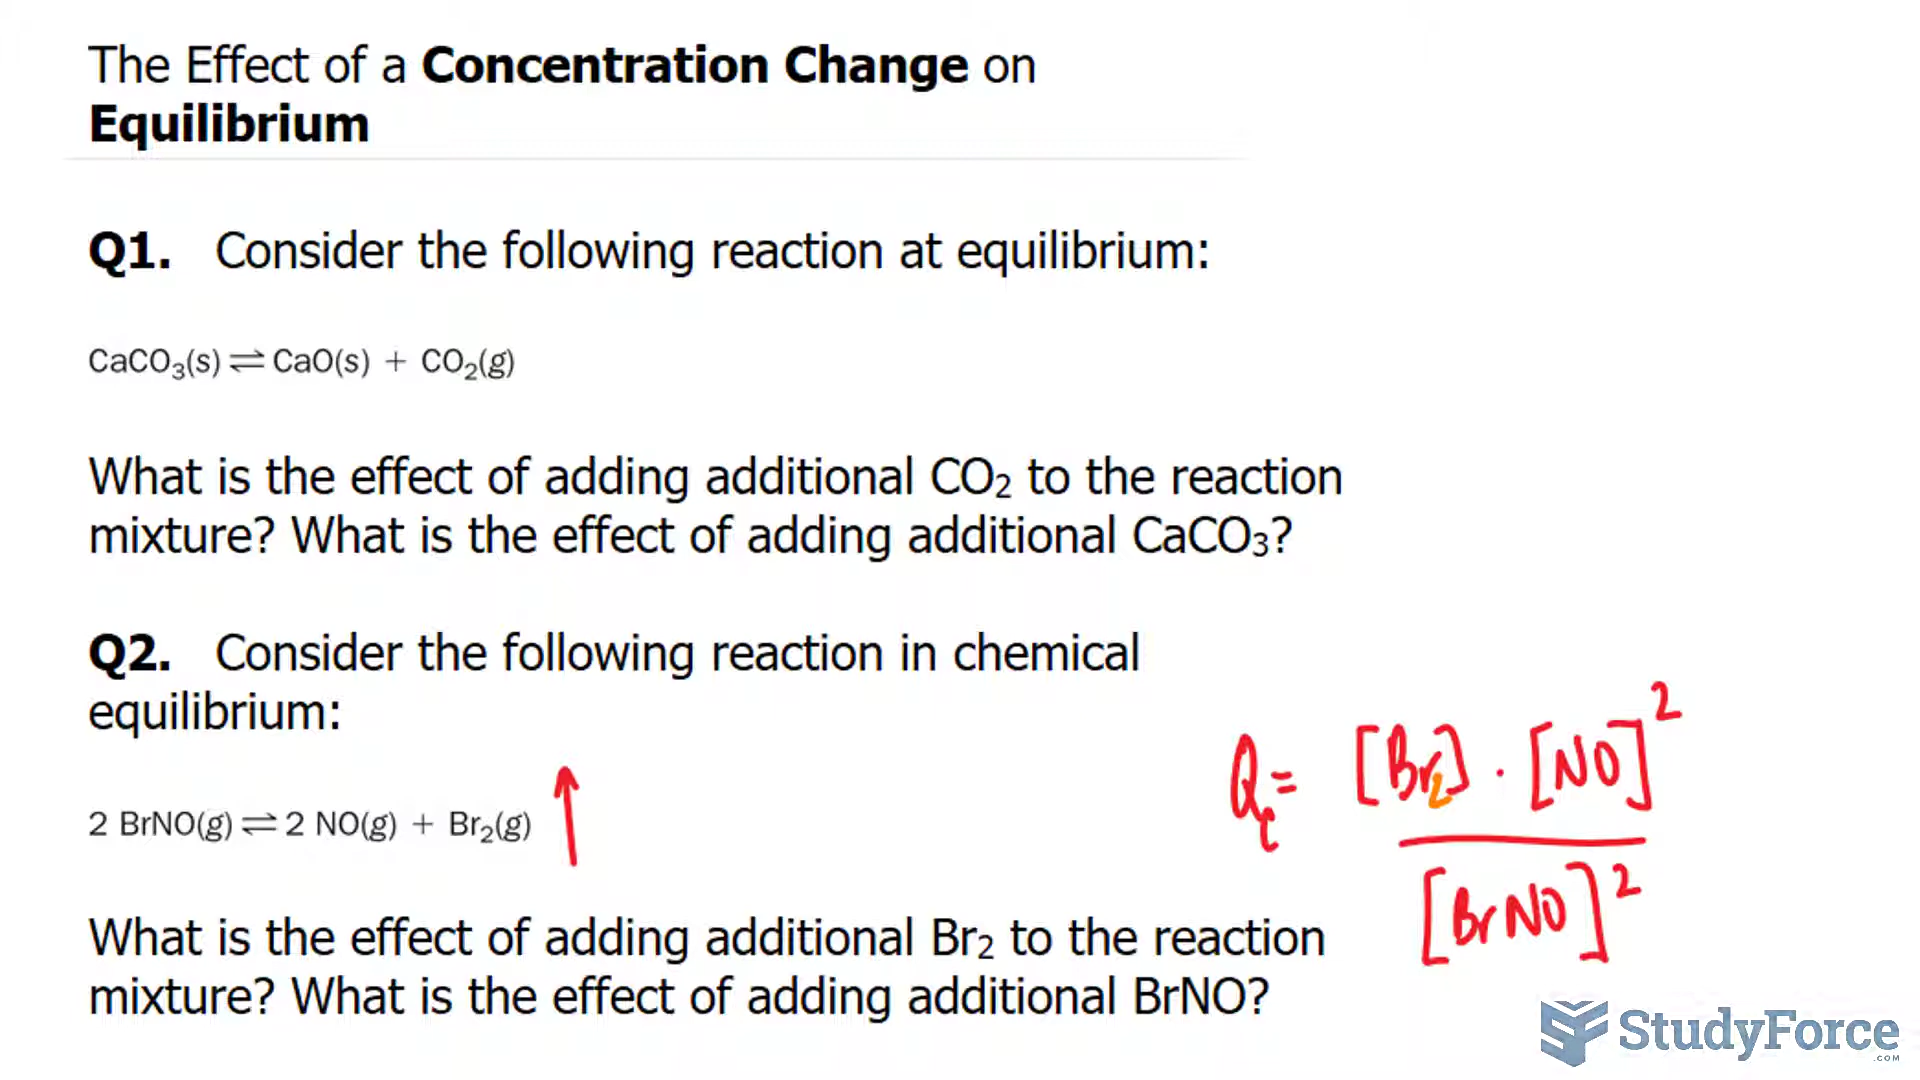 The Effect of a Concentration Change on
Equilibrium
Q1. Consider the following reaction at equilibrium:
CaCO₃(s) ⇌ CaO(s) + CO₂(g)
What is the effect of adding additional CO₂ to the reaction
mixture? What is the effect of adding additional CaCO₃?
Q2. Consider the following reaction in chemical
equilibrium:
2 BrNO(g) ⇌ 2 NO(g) + Br₂(g) ↑
What is the effect of adding additional Br₂ to the reaction
mixture? What is the effect of adding additional BrNO?
Qc = [Br₂] · [NO]²
[BrNO]²
StudyForce
.COM